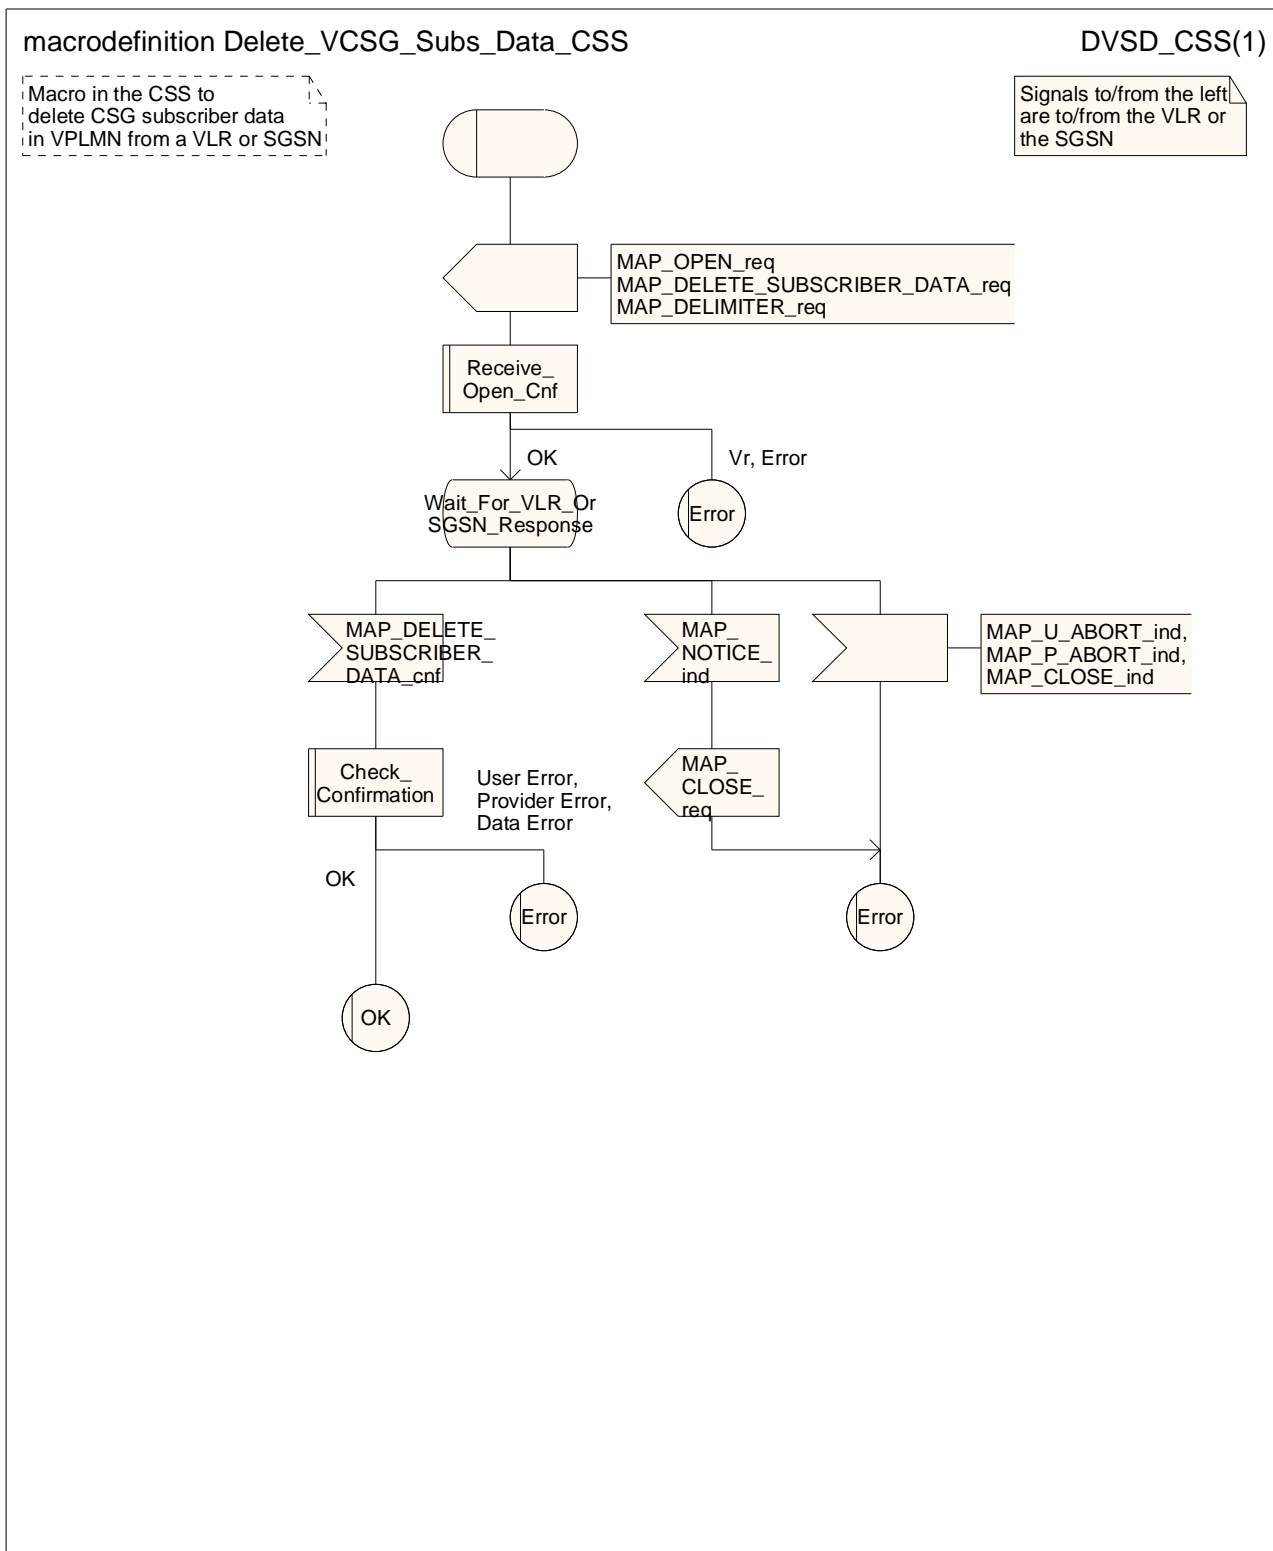 macrodefinition Delete_VCSG_Subs_Data_CSS
DVSD_CSS(1)
Macro in the CSS to
delete CSG subscriber data
in VPLMN from a VLR or SGSN
Signals to/from the left
are to/from the VLR or
the SGSN
MAP_OPEN_req
MAP_DELETE_SUBSCRIBER_DATA_req
MAP_DELIMITER_req
Receive_
Open_Cnf
OK
Vr, Error
Wait_For_VLR_Or
SGSN_Response
Error
MAP_DELETE_
SUBSCRIBER_
DATA_cnf
MAP_
NOTICE_
ind
MAP_U_ABORT_ind,
MAP_P_ABORT_ind,
MAP_CLOSE_ind
Check_
Confirmation
User Error,
Provider Error,
Data Error
MAP_
CLOSE_
req
OK
Error
Error
OK